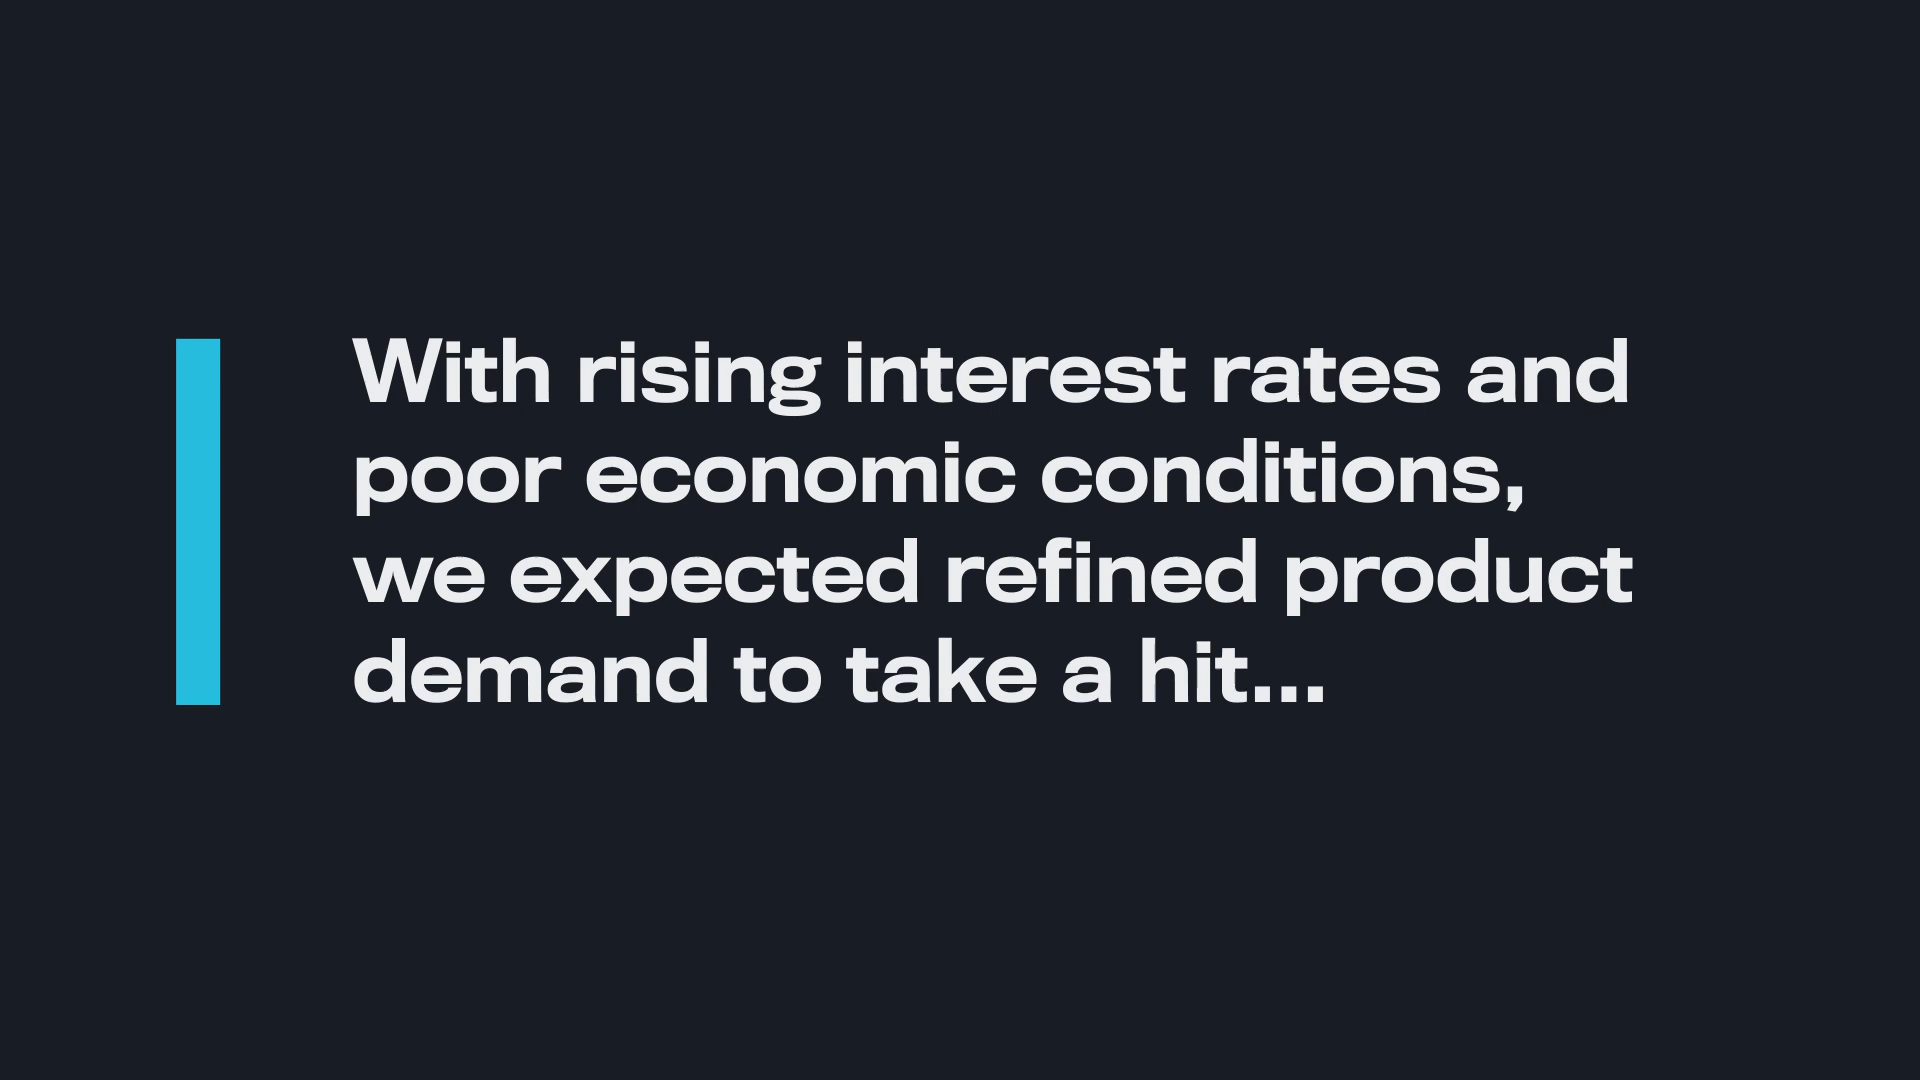 With rising interest rates and
poor economic conditions,
we expected refined product
demand to take a hit...